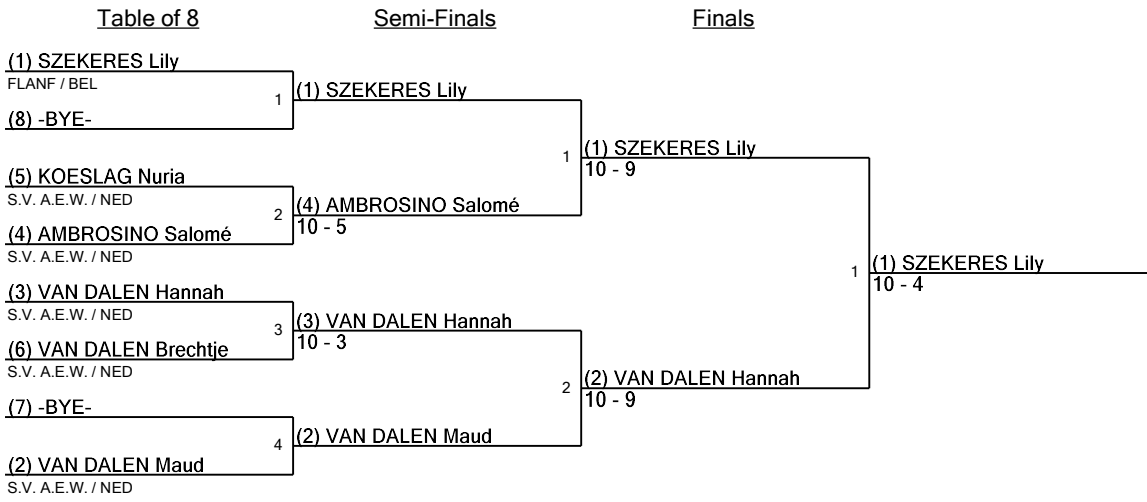 Table of 8
Semi-Finals
Finals
(1) SZEKERES Lily
FLANF / BEL
(8) -BYE-
(5) KOESLAG Nuria
S.V. A.E.W. / NED
(4) AMBROSINO Salomé
S.V. A.E.W. / NED
(3) VAN DALEN Hannah
S.V. A.E.W. / NED
(6) VAN DALEN Brechtje
S.V. A.E.W. / NED
(7) -BYE-
(2) VAN DALEN Maud
S.V. A.E.W. / NED
1
(1) SZEKERES Lily
2
(4) AMBROSINO Salomé
10 - 5
3
(3) VAN DALEN Hannah
10 - 3
4
(2) VAN DALEN Maud
1
(1) SZEKERES Lily
10 - 9
2
(2) VAN DALEN Hannah
10 - 9
1
(1) SZEKERES Lily
10 - 4